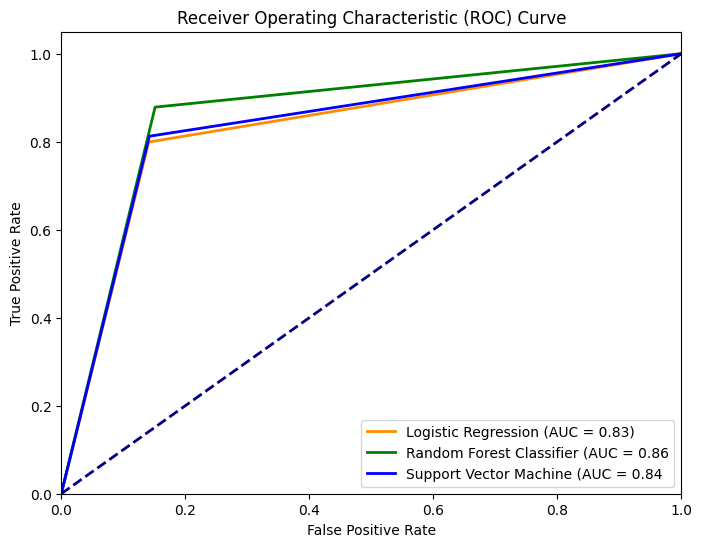 Receiver Operating Characteristic (ROC) Curve
1.0
0.8
0.6
0.4
0.2
0.0
True Positive Rate
Logistic Regression (AUC = 0.83)
Random Forest Classifier (AUC = 0.86
Support Vector Machine (AUC = 0.84
0.0 0.2 0.4 0.6 0.8 1.0
False Positive Rate